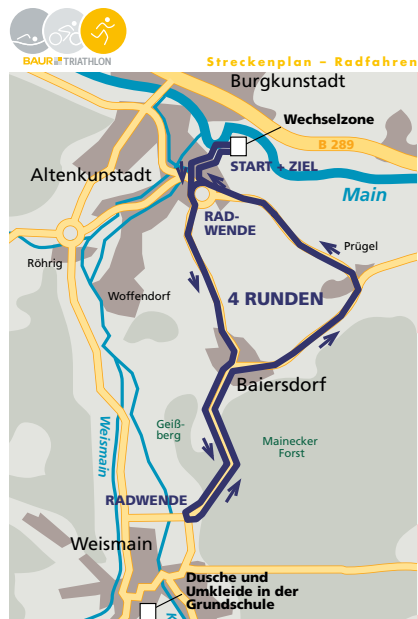 BAUR TRIATHLON
Streckenplan – Radfahren
Burgkunstadt
Wechselzone
B 289
START + ZIEL
Altenkunstadt
Main
RAD-
WENDE
Prügel
Röhrig
Woffendorf
4 RUNDEN
Baiersdorf
Geiß-
berg
Mainecker
Forst
Weismain
RADWENDE
Weismain
Dusche und
Umkleide in der
Grundschule